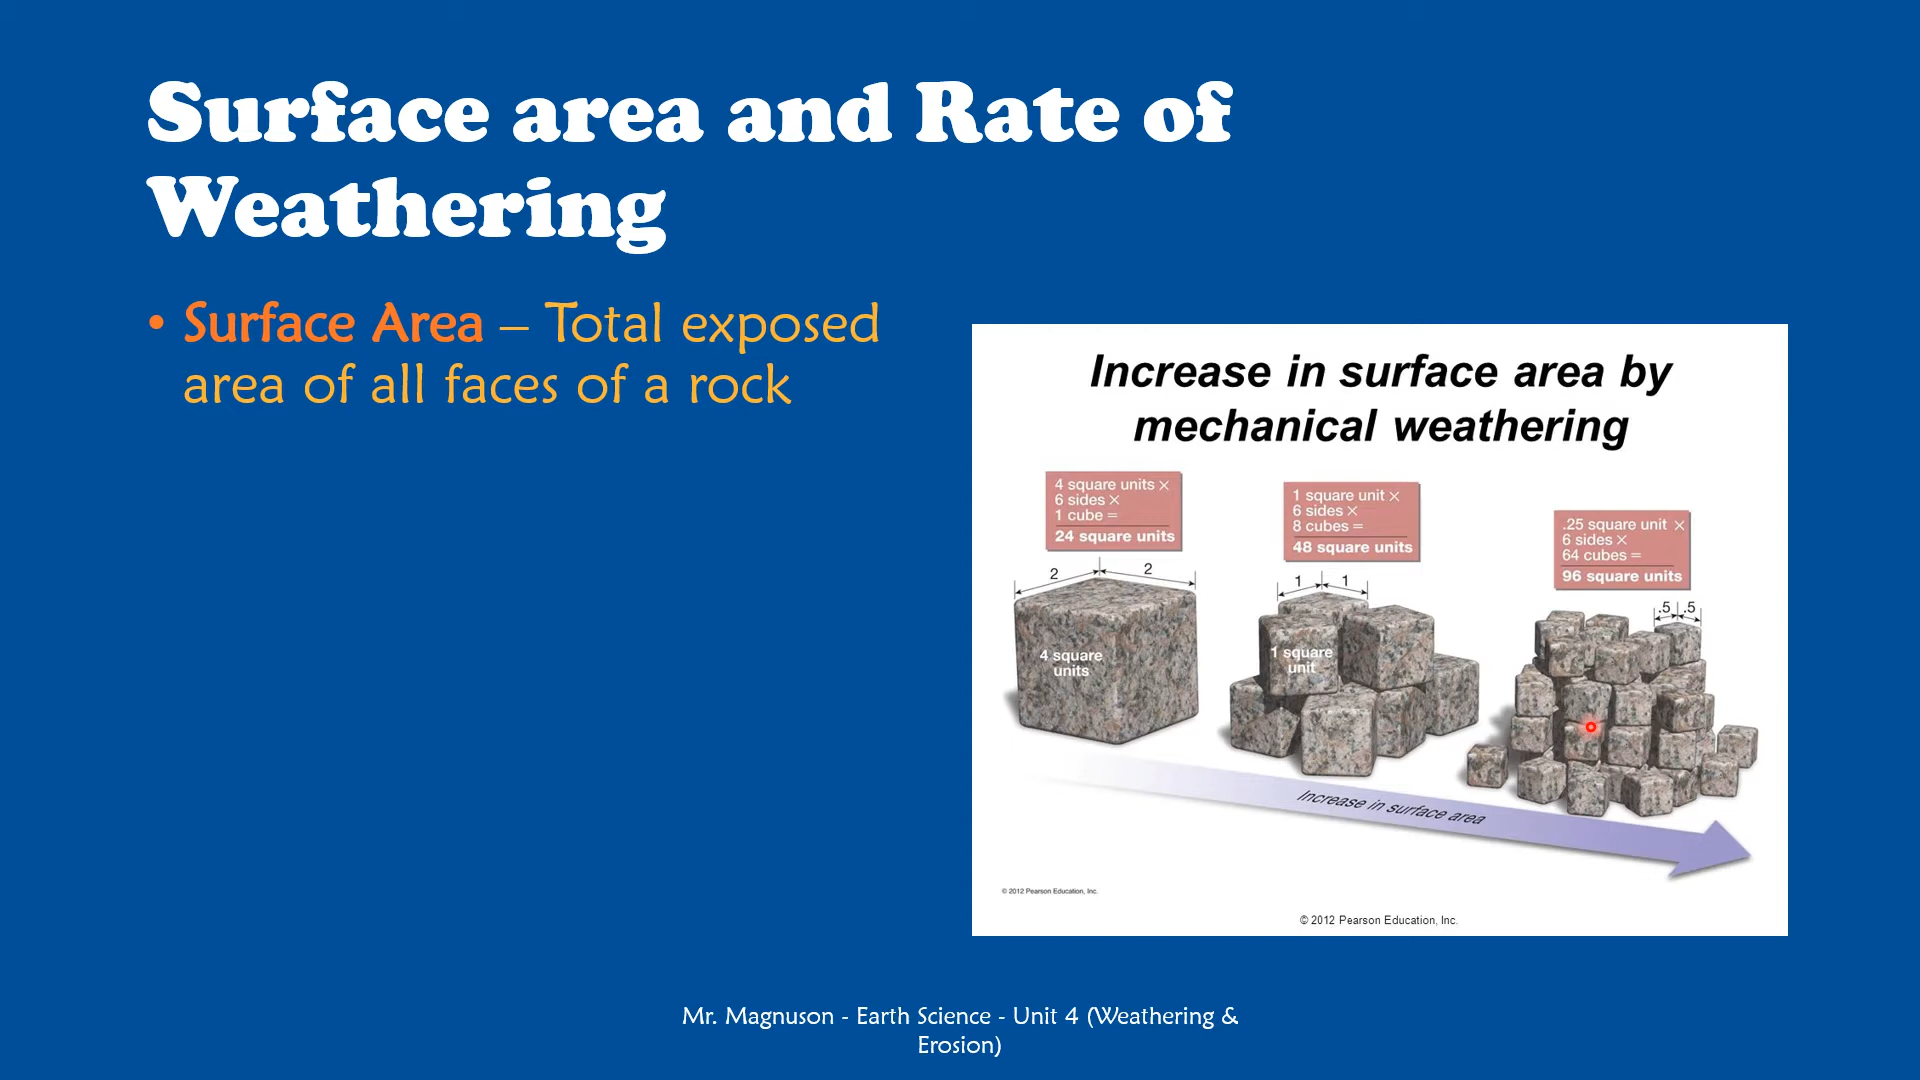 Surface area and Rate of
Weathering
• Surface Area – Total exposed
area of all faces of a rock
Increase in surface area by
mechanical weathering
4 square units ×
6 sides ×
1 cube =
24 square units
1 square unit ×
6 sides ×
8 cubes =
48 square units
.25 square unit ×
6 sides ×
64 cubes =
96 square units
2 2
1 1
.5 .5
4 square
units
1 square
unit
Increase in surface area
© 2012 Pearson Education, Inc.
© 2012 Pearson Education, Inc.
Mr. Magnuson - Earth Science - Unit 4 (Weathering &
Erosion)